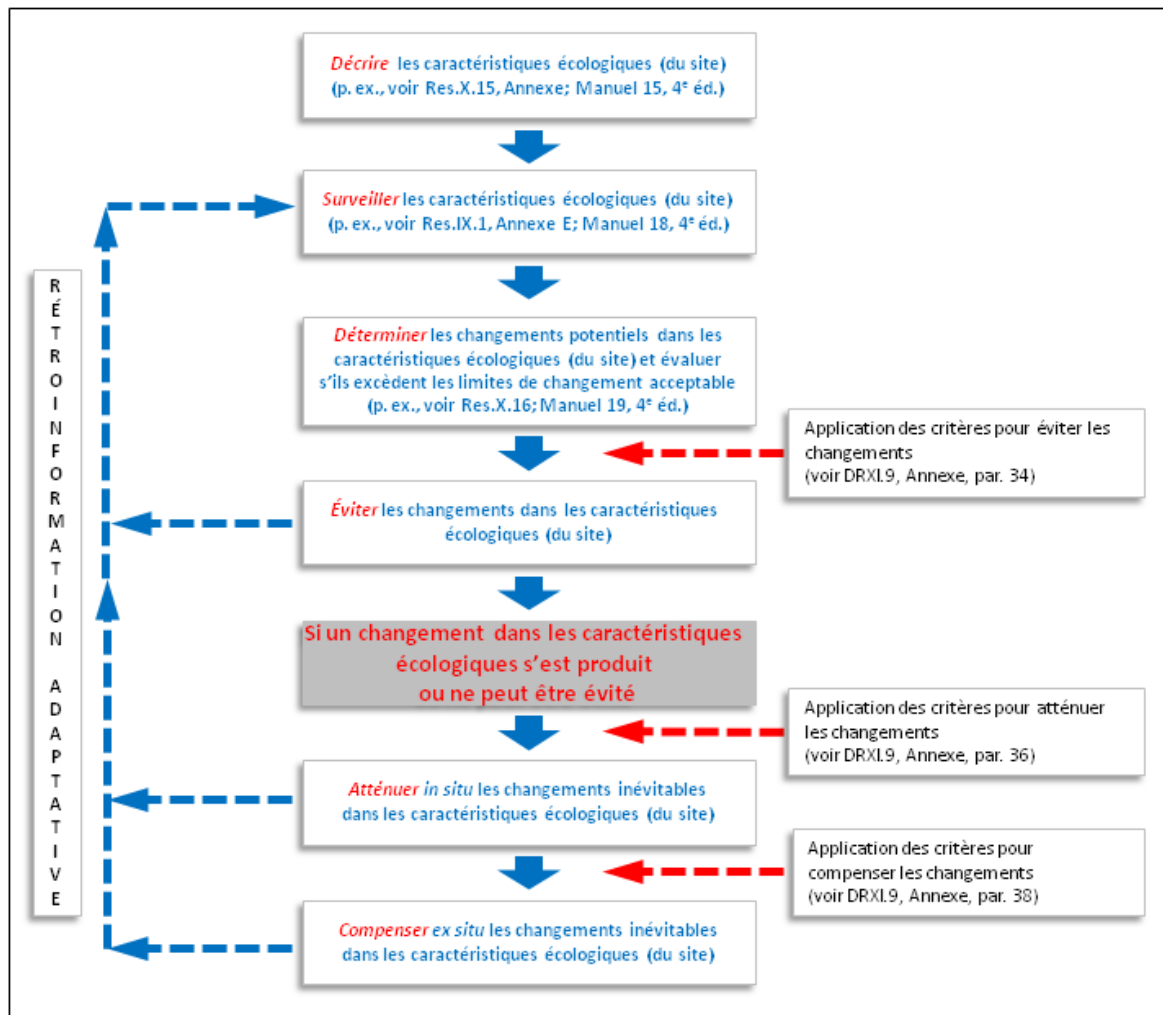 Décrire les caractéristiques écologiques (du site)
(p. ex., voir Res.X.15, Annexe; Manuel 15, 4e éd.)
Surveiller les caractéristiques écologiques (du site)
(p. ex., voir Res.IX.1, Annexe E; Manuel 18, 4e éd.)
RÉTROINFORMATION ADAPTATIVE
Déterminer les changements potentiels dans les
caractéristiques écologiques (du site) et évaluer
s'ils excèdent les limites de changement acceptable
(p. ex., voir Res.X.16; Manuel 19, 4e éd.)
Application des critères pour éviter les
changements
(voir DRXI.9, Annexe, par. 34)
Éviter les changements dans les caractéristiques
écologiques (du site)
Si un changement dans les caractéristiques
écologiques s'est produit
ou ne peut être évité
Application des critères pour atténuer
les changements
(voir DRXI.9, Annexe, par. 36)
Atténuer in situ les changements inévitables
dans les caractéristiques écologiques (du site)
Application des critères pour
compenser les changements
(voir DRXI.9, Annexe, par. 38)
Compenser ex situ les changements inévitables
dans les caractéristiques écologiques (du site)